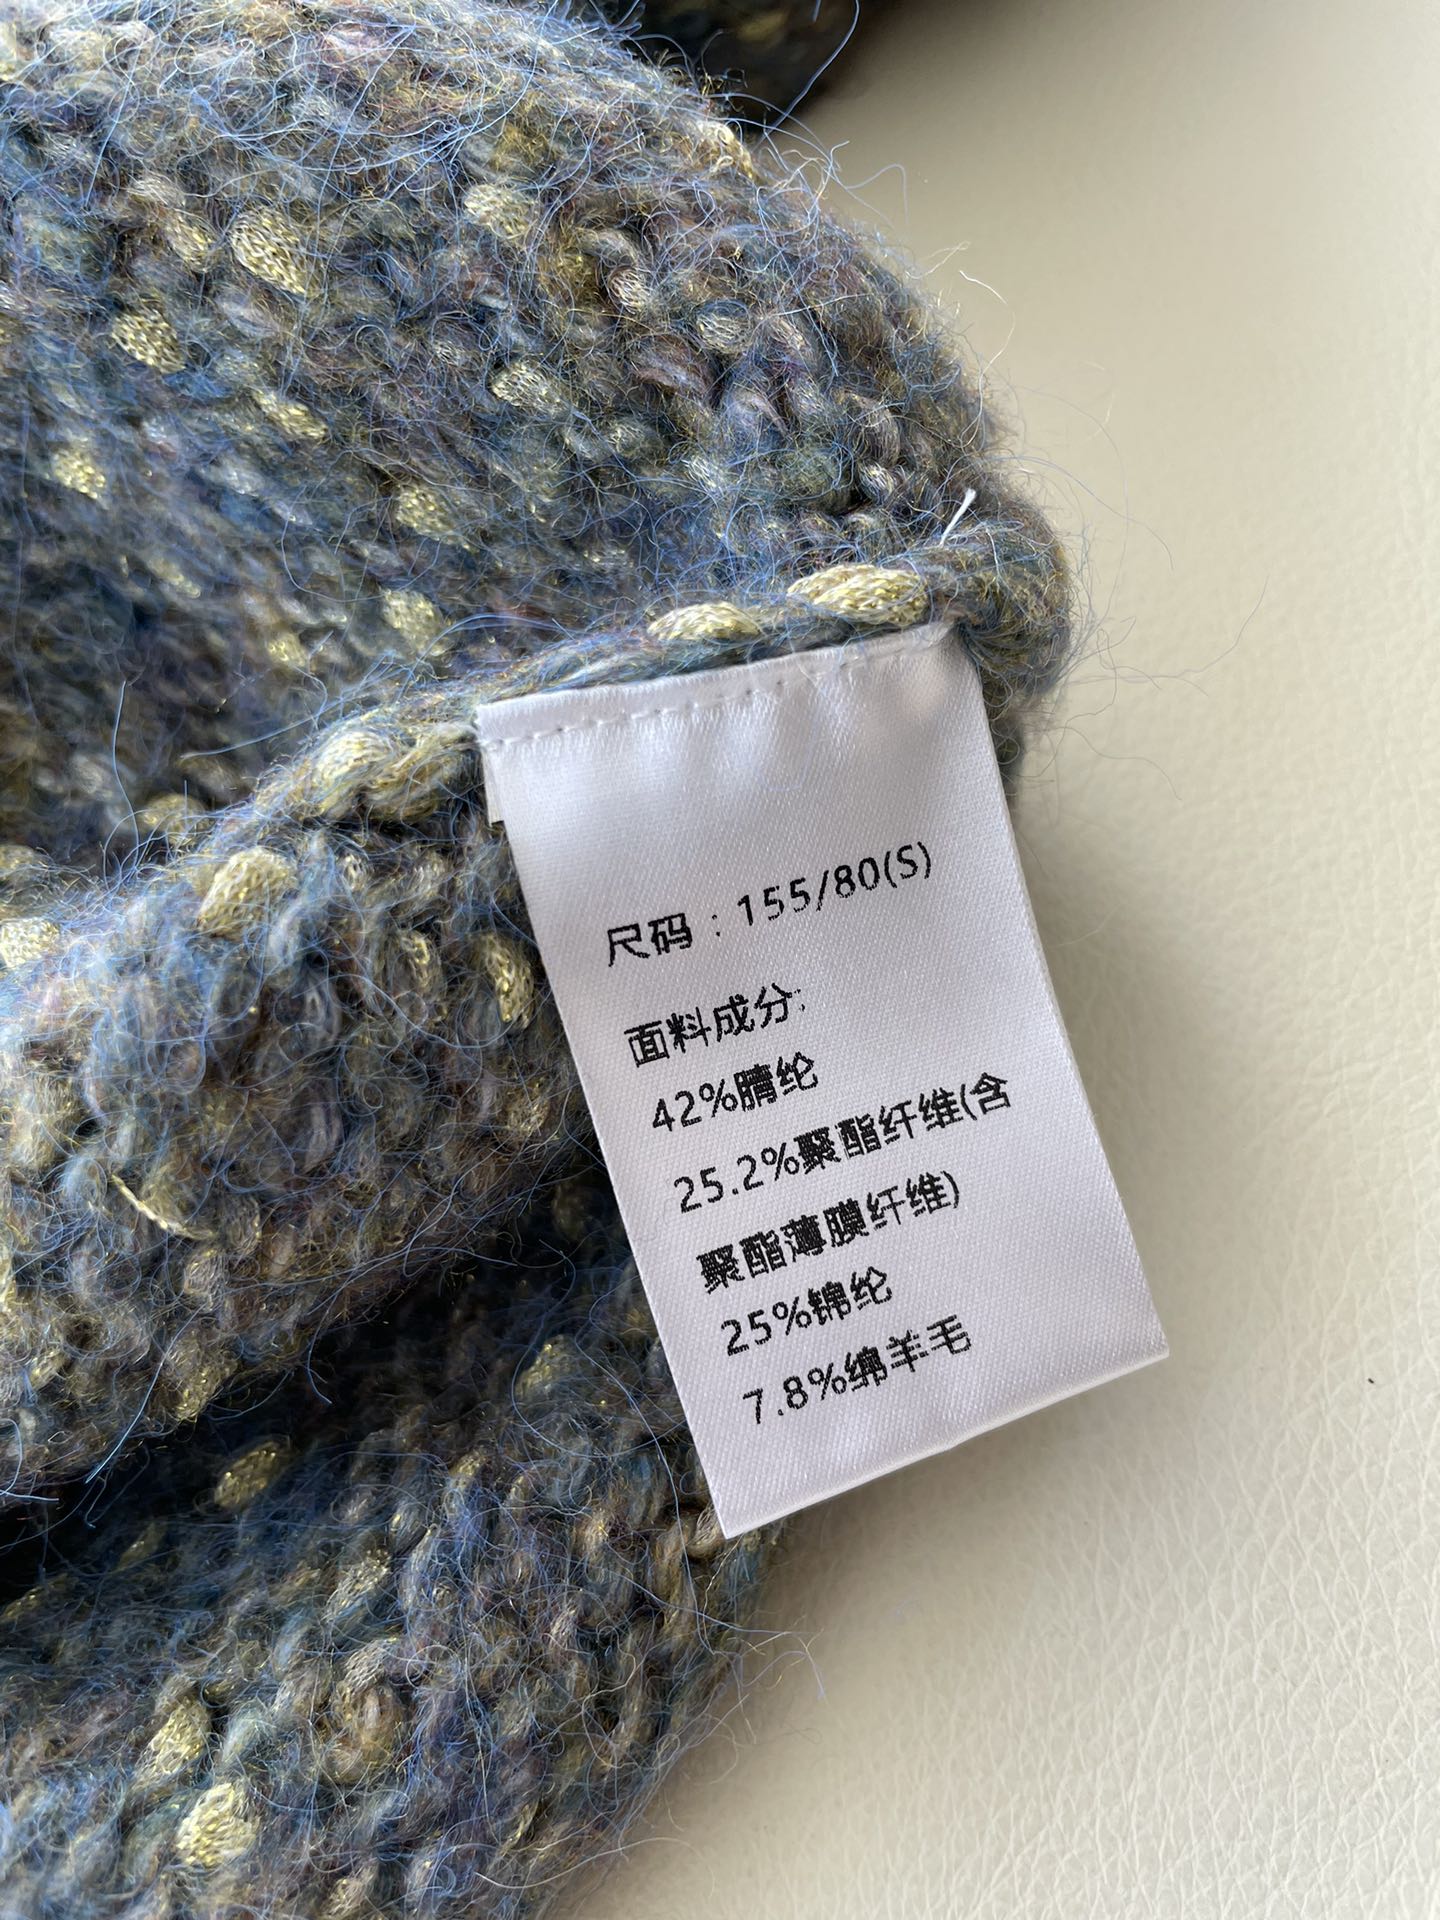 尺码：155/80(S)
面料成分:
42%腈纶
25.2%聚酯纤维(含
聚酯薄膜纤维)
25%锦纶
7.8%绵羊毛